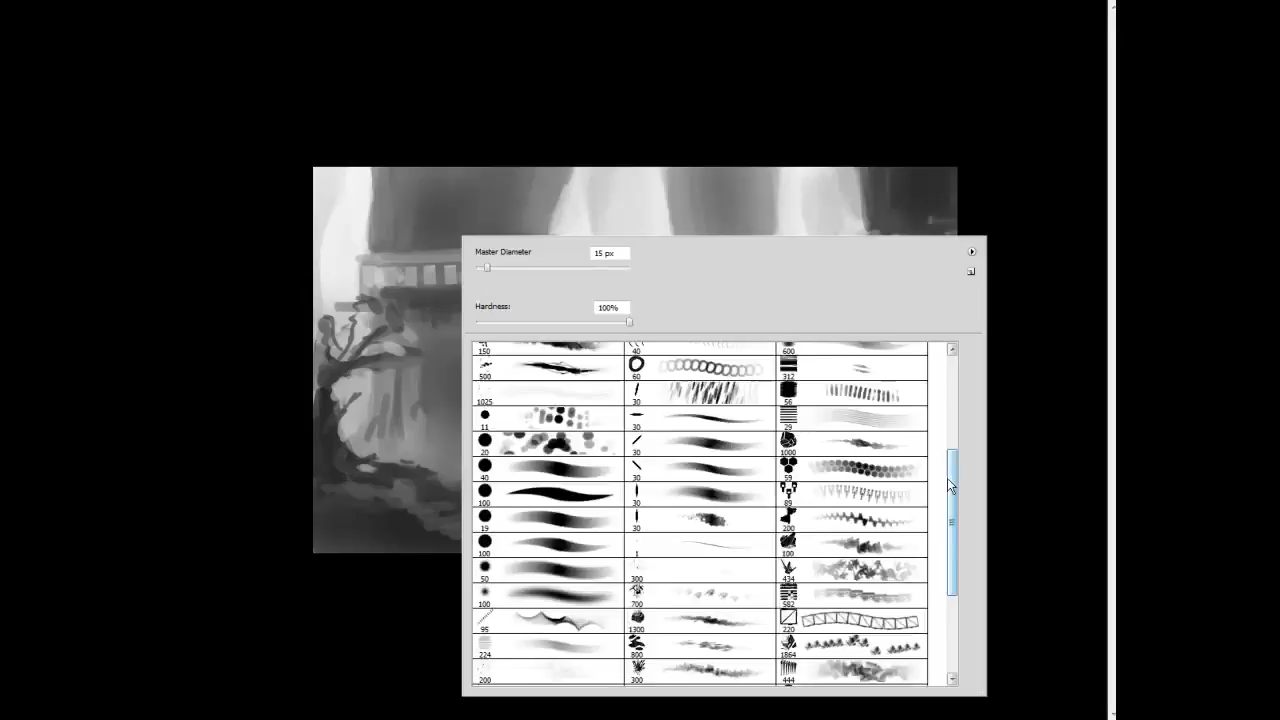 Master Diameter 15 px
Hardness: 100%
150 40 600
500 60 312
1025 30 56
11 30 29
20 30 1000
40 30 59
100 30 89
19 30 200
100 1 100
50 300 434
100 700 582
95 1300 220
224 800 1864
200 300 444